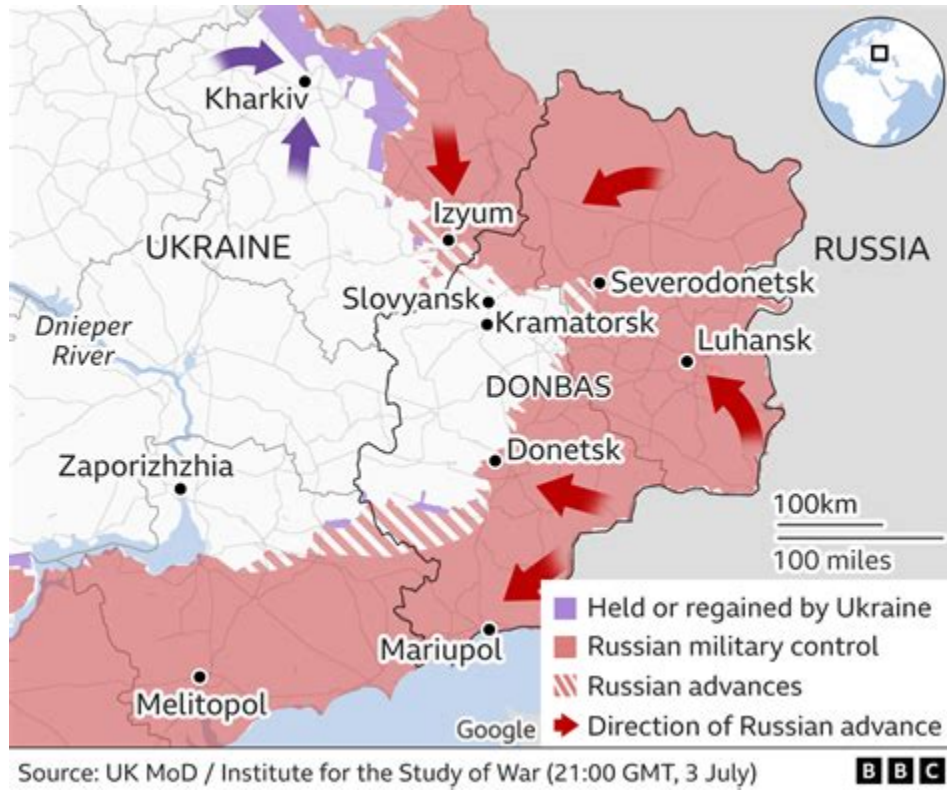 Kharkiv
Izyum
UKRAINE
RUSSIA
Severodonetsk
Slovyansk
Kramatorsk
Dnieper
River
Luhansk
DONBAS
Donetsk
Zaporizhzhia
100km
100 miles
Held or regained by Ukraine
Mariupol
Russian military control
Melitopol
Russian advances
Google
Direction of Russian advance
Source: UK MoD / Institute for the Study of War (21:00 GMT, 3 July)
BBC